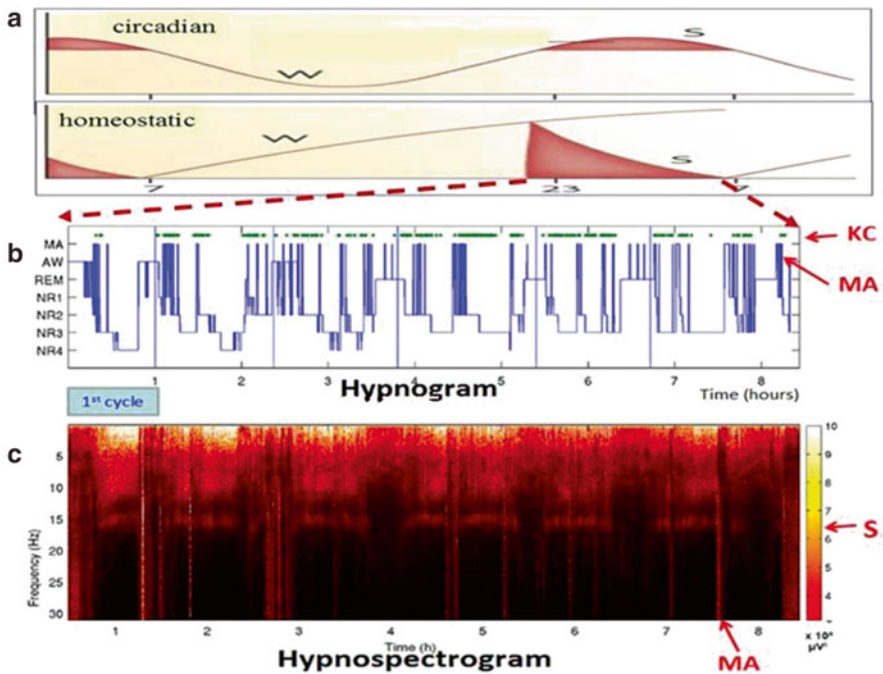 a
circadian
S
W
homeostatic
W
S
7
23
7
b
KC
MA
AW
REM
NR1
NR2
NR3
NR4
MA
1 2 3 4 5 6 7 8
Hypnogram
Time (hours)
1st cycle
c
5
10
15
20
25
30
Frequency (Hz)
10
9
8
7
6
5
4
S
1 2 3 4 5 6 7 8
Time (h)
Hypnospectrogram
MA